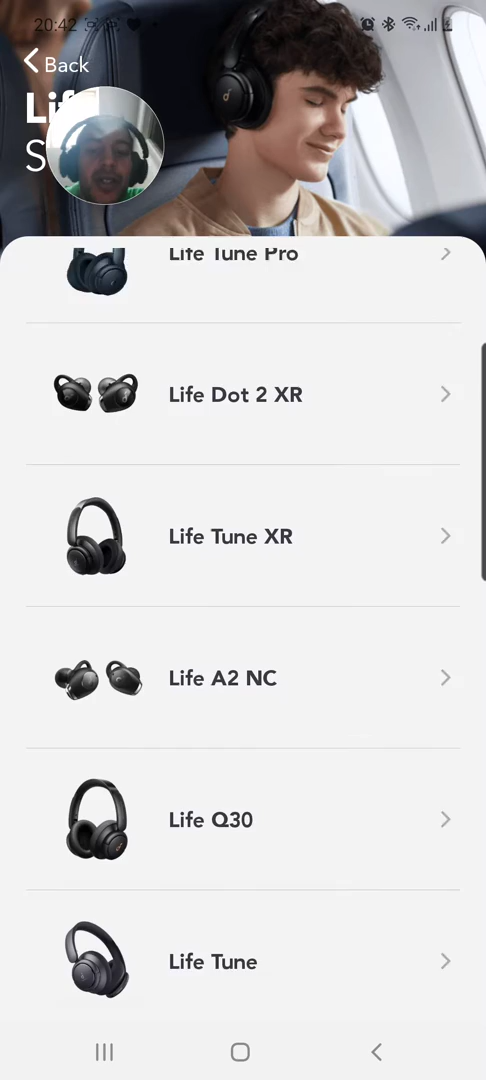 20:42
Back
Life
S
Life Tune Pro
Life Dot 2 XR
Life Tune XR
Life A2 NC
Life Q30
Life Tune